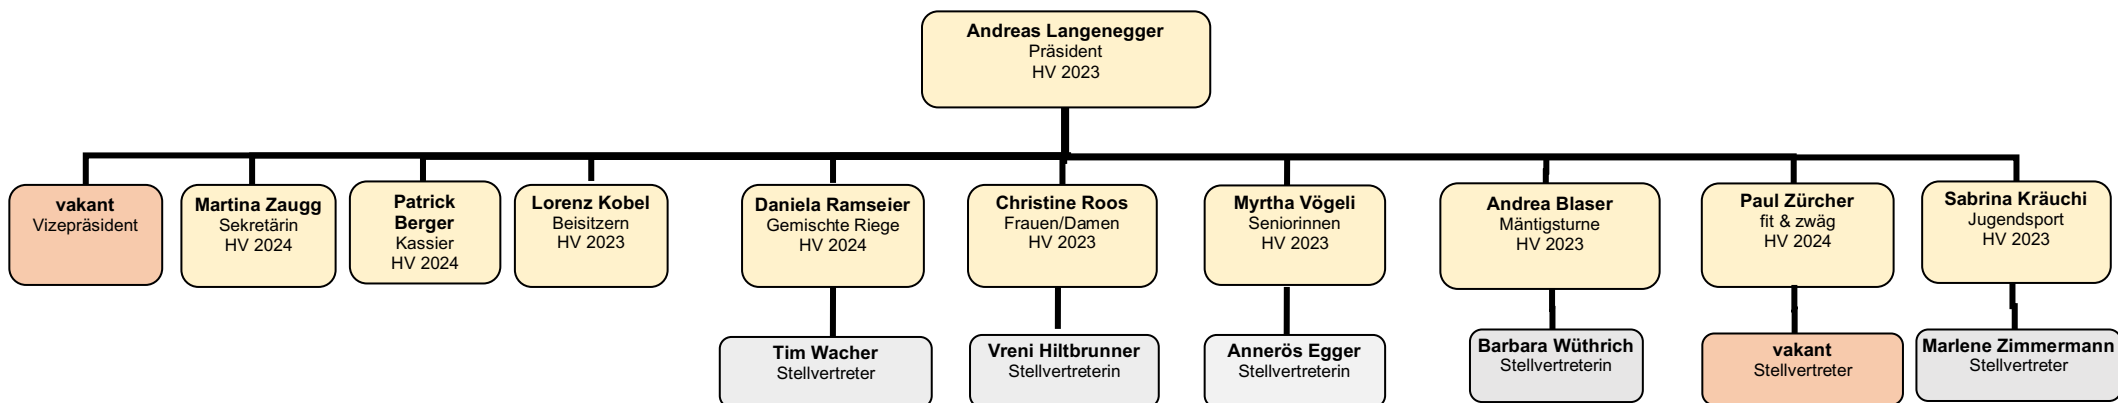 Andreas Langenegger
Präsident
HV 2023
vakant
Vizepräsident
Martina Zaugg
Sekretärin
HV 2024
Patrick
Berger
Kassier
HV 2024
Lorenz Kobel
Beisitzern
HV 2023
Daniela Ramseier
Gemischte Riege
HV 2024
Christine Roos
Frauen/Damen
HV 2023
Myrtha Vögeli
Seniorinnen
HV 2023
Andrea Blaser
Mäntigsturne
HV 2023
Paul Zürcher
fit & zwäg
HV 2024
Sabrina Kräuchi
Jugendsport
HV 2023
Tim Wacher
Stellvertreter
Vreni Hiltbrunner
Stellvertreterin
Annerös Egger
Stellvertreterin
Barbara Wüthrich
Stellvertreterin
vakant
Stellvertreter
Marlene Zimmermann
Stellvertreter